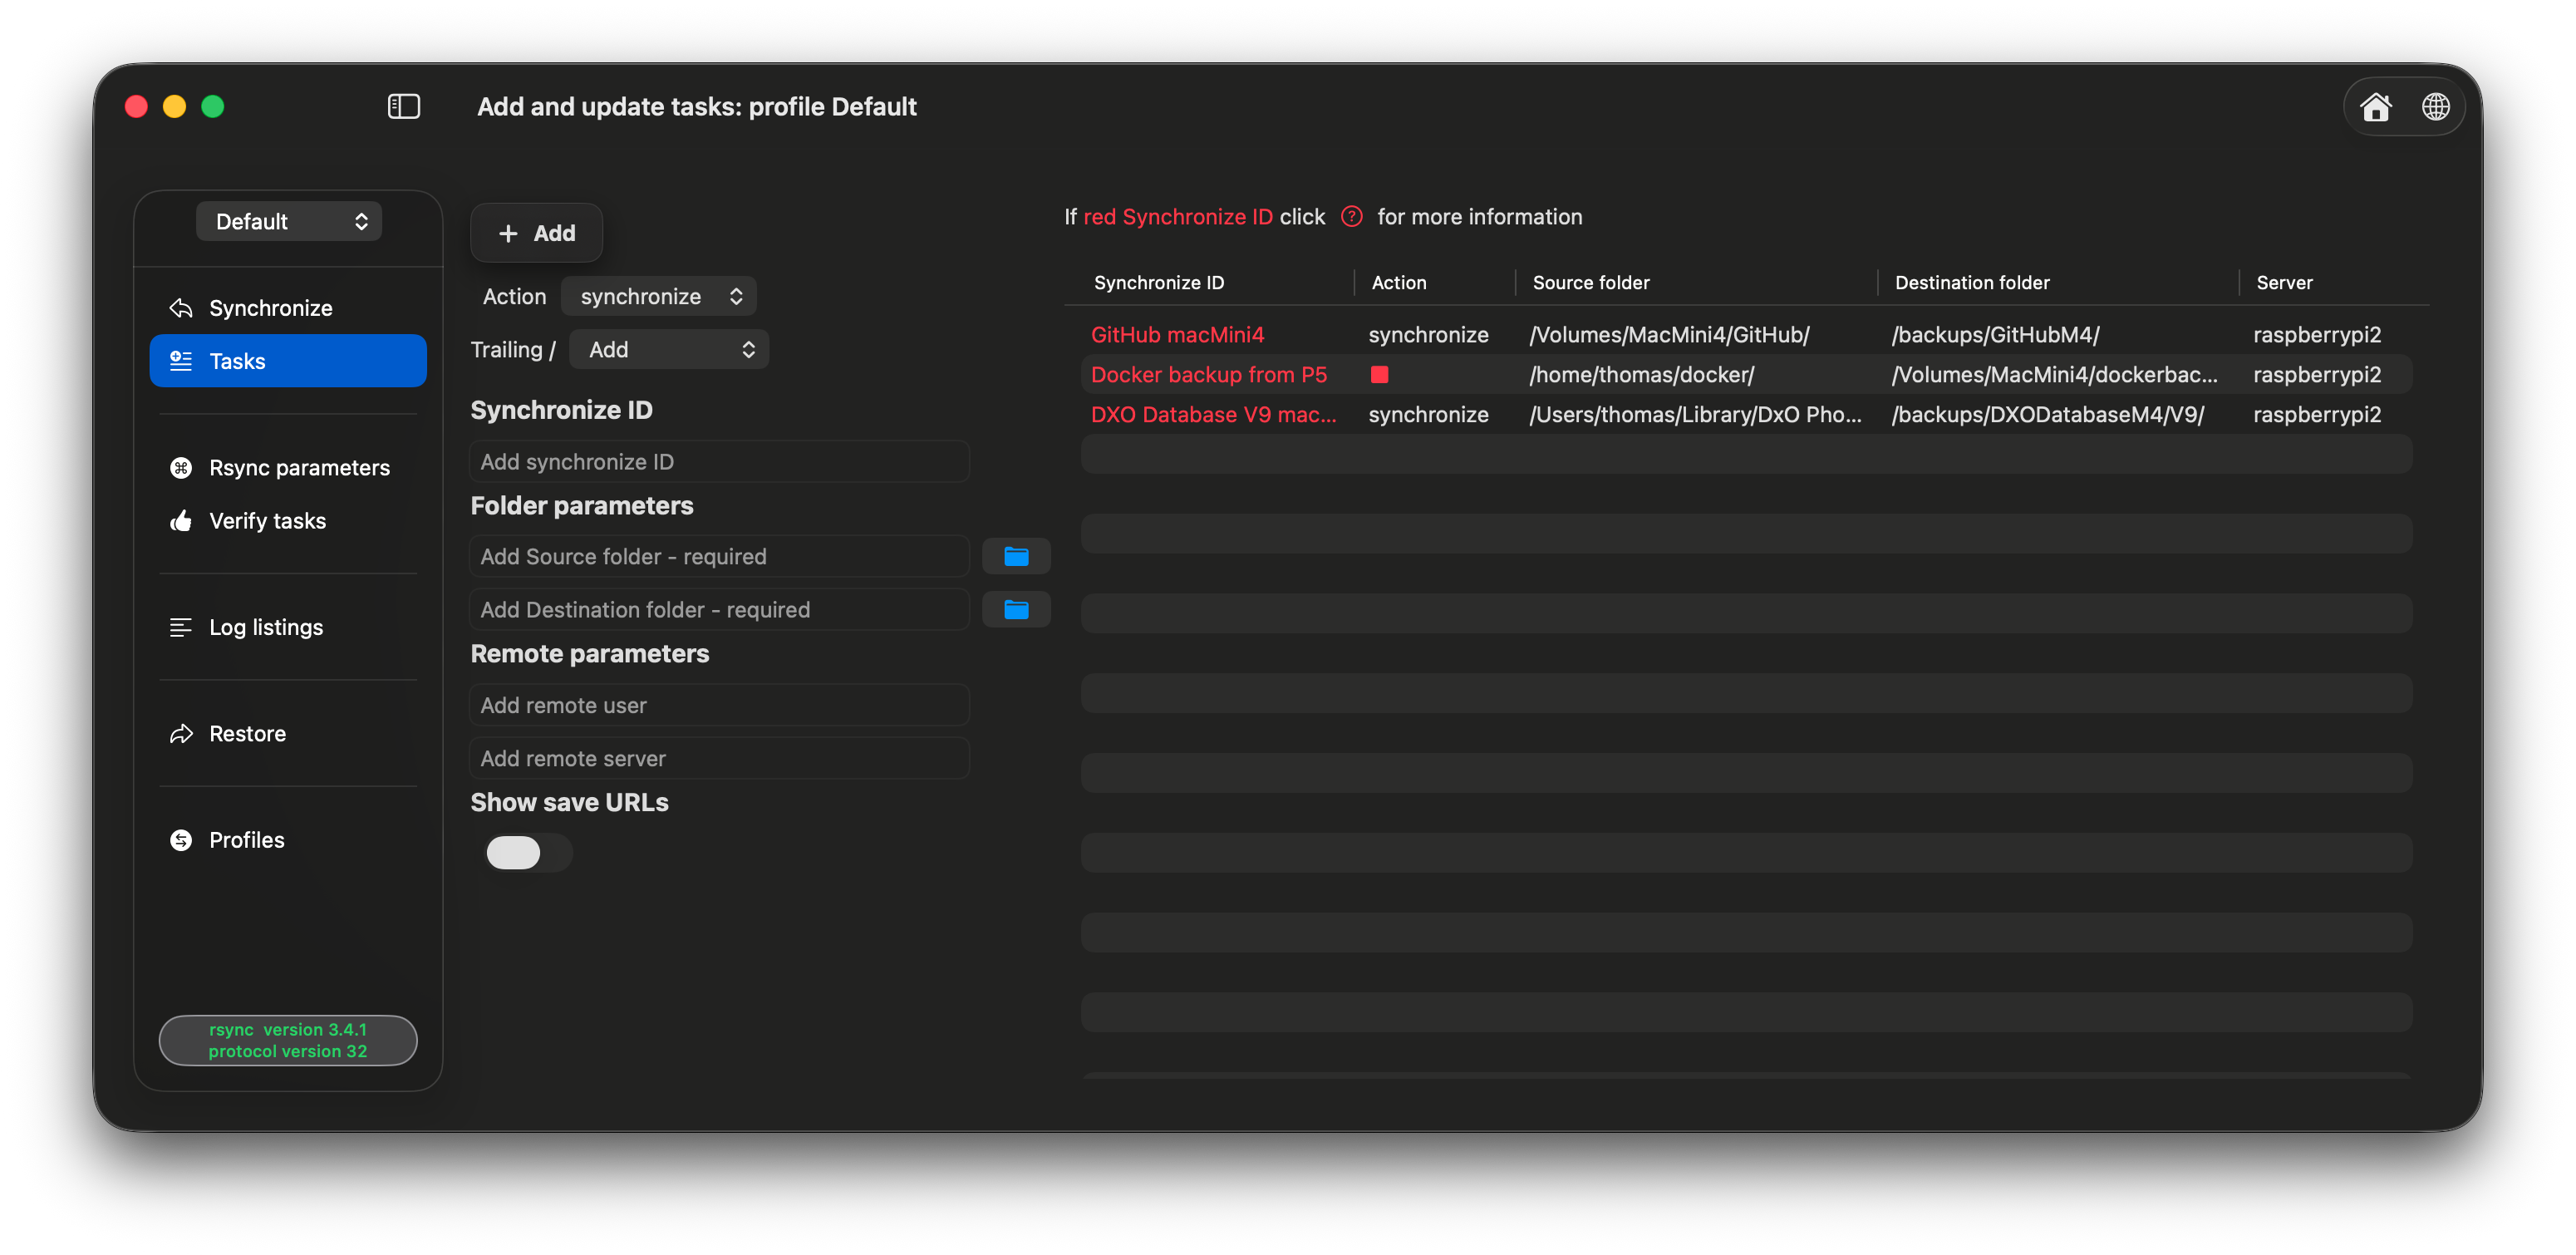 Add and update tasks: profile Default
Default
Synchronize
Tasks
Rsync parameters
Verify tasks
Log listings
Restore
Profiles
rsync version 3.4.1
protocol version 32
+ Add
Action synchronize
Trailing / Add
Synchronize ID
Add synchronize ID
Folder parameters
Add Source folder - required
Add Destination folder - required
Remote parameters
Add remote user
Add remote server
Show save URLs
If red Synchronize ID click ? for more information
Synchronize ID Action Source folder Destination folder Server
GitHub macMini4 synchronize /Volumes/MacMini4/GitHub/ /backups/GitHubM4/ raspberrypi2
Docker backup from P5 /home/thomas/docker/ /Volumes/MacMini4/dockerbac... raspberrypi2
DXO Database V9 mac... synchronize /Users/thomas/Library/DxO Pho... /backups/DXODatabaseM4/V9/ raspberrypi2